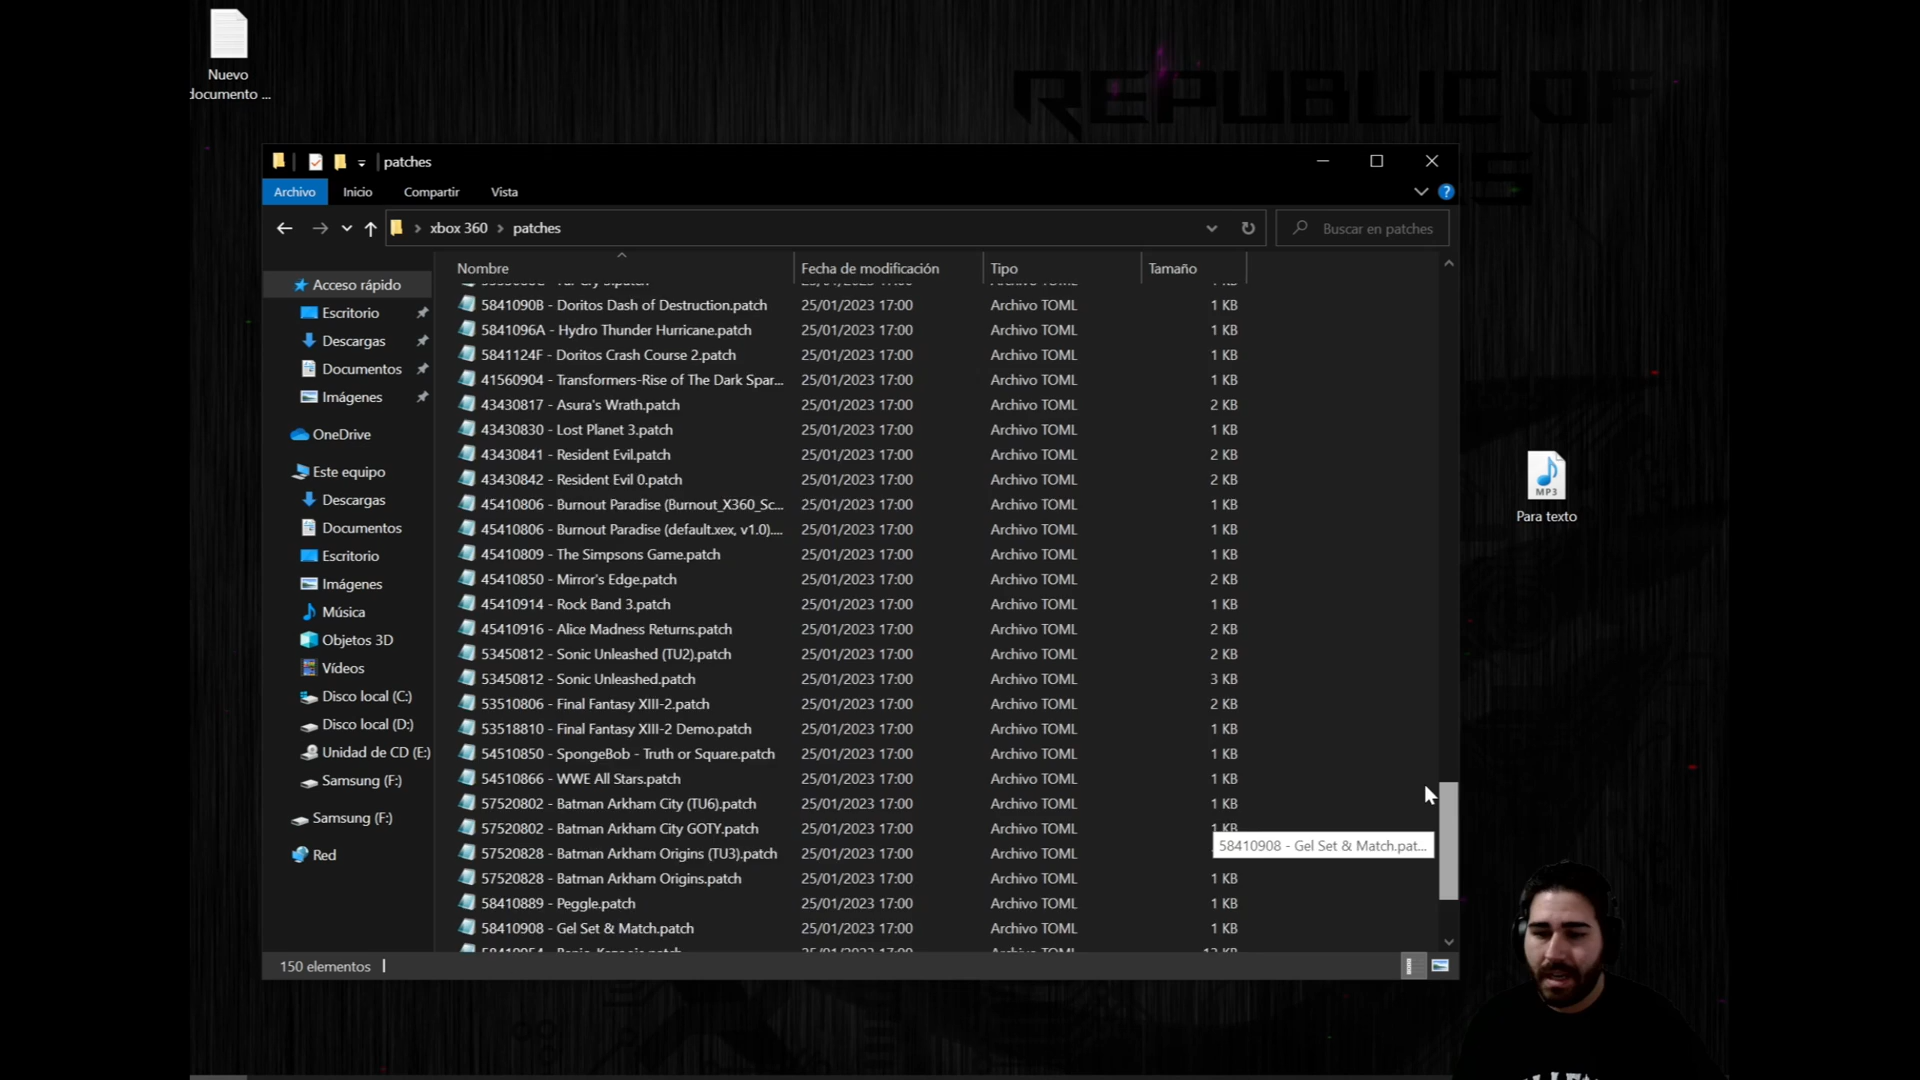 REPUBLIC OF
Nuevo
documento ...
patches
Archivo
Inicio
Compartir
Vista
xbox 360
patches
Buscar en patches
Nombre
Fecha de modificación
Tipo
Tamaño
Acceso rápido
Escritorio
Descargas
Documentos
Imágenes
OneDrive
Este equipo
Descargas
Documentos
Escritorio
Imágenes
Música
Objetos 3D
Vídeos
Disco local (C:)
Disco local (D:)
Unidad de CD (E:)
Samsung (F:)
Samsung (F:)
Red
5841090B - Doritos Dash of Destruction.patch 25/01/2023 17:00 Archivo TOML 1 KB
5841096A - Hydro Thunder Hurricane.patch 25/01/2023 17:00 Archivo TOML 1 KB
5841124F - Doritos Crash Course 2.patch 25/01/2023 17:00 Archivo TOML 1 KB
41560904 - Transformers-Rise of The Dark Spar... 25/01/2023 17:00 Archivo TOML 1 KB
43430817 - Asura's Wrath.patch 25/01/2023 17:00 Archivo TOML 2 KB
43430830 - Lost Planet 3.patch 25/01/2023 17:00 Archivo TOML 1 KB
43430841 - Resident Evil.patch 25/01/2023 17:00 Archivo TOML 2 KB
43430842 - Resident Evil 0.patch 25/01/2023 17:00 Archivo TOML 2 KB
45410806 - Burnout Paradise (Burnout_X360_Sc... 25/01/2023 17:00 Archivo TOML 1 KB
45410806 - Burnout Paradise (default.xex, v1.0).... 25/01/2023 17:00 Archivo TOML 1 KB
45410809 - The Simpsons Game.patch 25/01/2023 17:00 Archivo TOML 1 KB
45410850 - Mirror's Edge.patch 25/01/2023 17:00 Archivo TOML 2 KB
45410914 - Rock Band 3.patch 25/01/2023 17:00 Archivo TOML 1 KB
45410916 - Alice Madness Returns.patch 25/01/2023 17:00 Archivo TOML 2 KB
53450812 - Sonic Unleashed (TU2).patch 25/01/2023 17:00 Archivo TOML 2 KB
53450812 - Sonic Unleashed.patch 25/01/2023 17:00 Archivo TOML 3 KB
53510806 - Final Fantasy XIII-2.patch 25/01/2023 17:00 Archivo TOML 2 KB
53518810 - Final Fantasy XIII-2 Demo.patch 25/01/2023 17:00 Archivo TOML 1 KB
54510850 - SpongeBob - Truth or Square.patch 25/01/2023 17:00 Archivo TOML 1 KB
54510866 - WWE All Stars.patch 25/01/2023 17:00 Archivo TOML 1 KB
57520802 - Batman Arkham City (TU6).patch 25/01/2023 17:00 Archivo TOML 1 KB
57520802 - Batman Arkham City GOTY.patch 25/01/2023 17:00 Archivo TOML 1 KB
57520828 - Batman Arkham Origins (TU3).patch 25/01/2023 17:00 Archivo TOML
58410908 - Gel Set & Match.pat...
57520828 - Batman Arkham Origins.patch 25/01/2023 17:00 Archivo TOML 1 KB
58410889 - Peggle.patch 25/01/2023 17:00 Archivo TOML 1 KB
58410908 - Gel Set & Match.patch 25/01/2023 17:00 Archivo TOML 1 KB
150 elementos
MP3
Para texto